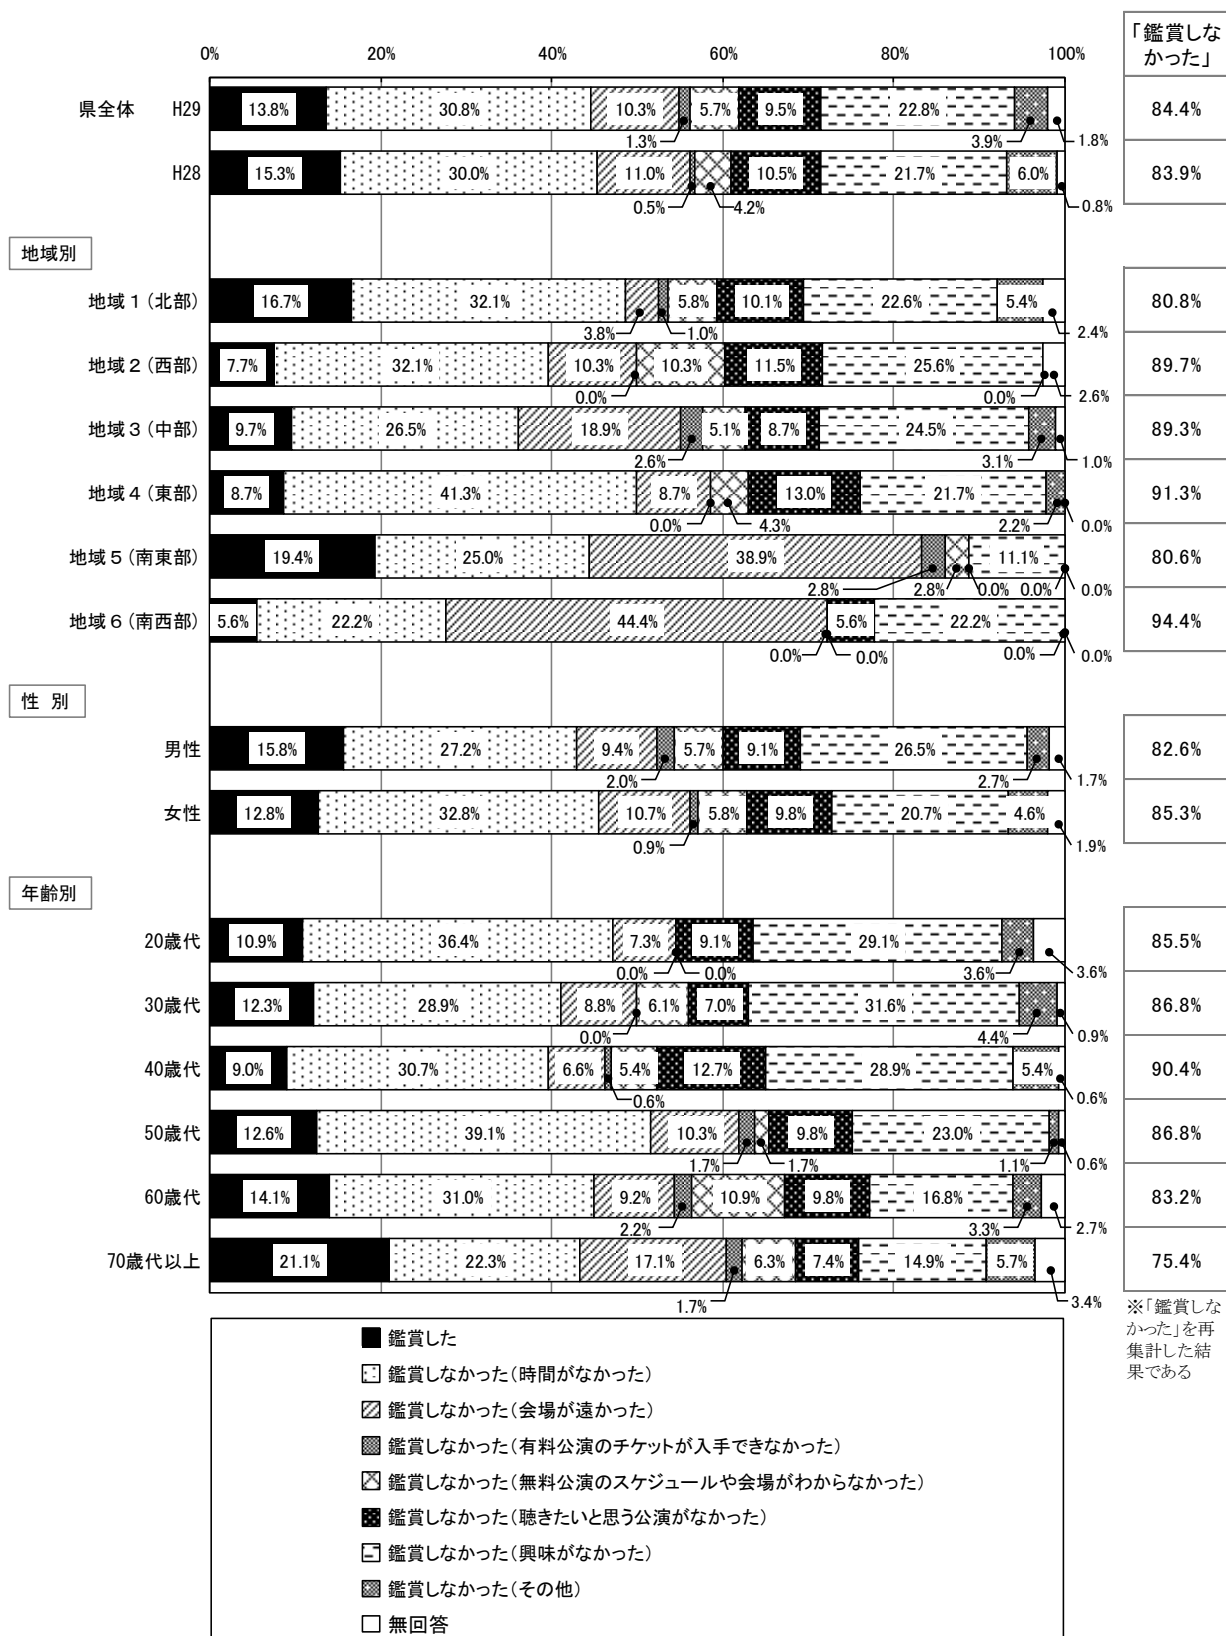 「鑑賞しな
かった」
0% 20% 40% 60% 80% 100%
県全体 H29 13.8% 30.8% 10.3% 5.7% 9.5% 22.8% 84.4%
1.3% 3.9% 1.8%
H28 15.3% 30.0% 11.0% 10.5% 21.7% 6.0% 83.9%
0.5% 4.2% 0.8%
地域別
地域1(北部) 16.7% 32.1% 5.8% 10.1% 22.6% 5.4% 80.8%
3.8% 1.0% 2.4%
地域2(西部) 7.7% 32.1% 10.3% 10.3% 11.5% 25.6% 89.7%
0.0% 0.0% 2.6%
地域3(中部) 9.7% 26.5% 18.9% 5.1% 8.7% 24.5% 89.3%
2.6% 3.1% 1.0%
地域4(東部) 8.7% 41.3% 8.7% 13.0% 21.7% 91.3%
0.0% 4.3% 2.2% 0.0%
地域5(南東部) 19.4% 25.0% 38.9% 11.1% 80.6%
2.8% 2.8% 0.0% 0.0% 0.0%
地域6(南西部) 5.6% 22.2% 44.4% 5.6% 22.2% 94.4%
0.0% 0.0% 0.0% 0.0%
性 別
男性 15.8% 27.2% 9.4% 5.7% 9.1% 26.5% 82.6%
2.0% 2.7% 1.7%
女性 12.8% 32.8% 10.7% 5.8% 9.8% 20.7% 4.6% 85.3%
0.9% 1.9%
年齢別
20歳代 10.9% 36.4% 7.3% 9.1% 29.1% 85.5%
0.0% 0.0% 3.6% 3.6%
30歳代 12.3% 28.9% 8.8% 6.1% 7.0% 31.6% 86.8%
0.0% 4.4% 0.9%
40歳代 9.0% 30.7% 6.6% 5.4% 12.7% 28.9% 5.4% 90.4%
0.6% 0.6%
50歳代 12.6% 39.1% 10.3% 9.8% 23.0% 86.8%
1.7% 1.7% 1.1% 0.6%
60歳代 14.1% 31.0% 9.2% 10.9% 9.8% 16.8% 83.2%
2.2% 3.3% 2.7%
70歳代以上 21.1% 22.3% 17.1% 6.3% 7.4% 14.9% 5.7% 75.4%
1.7% 3.4%
※「鑑賞しな
かった」を再
集計した結
果である
鑑賞した
鑑賞しなかった(時間がなかった)
鑑賞しなかった(会場が遠かった)
鑑賞しなかった(有料公演のチケットが入手できなかった)
鑑賞しなかった(無料公演のスケジュールや会場がわからなかった)
鑑賞しなかった(聴きたいと思う公演がなかった)
鑑賞しなかった(興味がなかった)
鑑賞しなかった(その他)
無回答